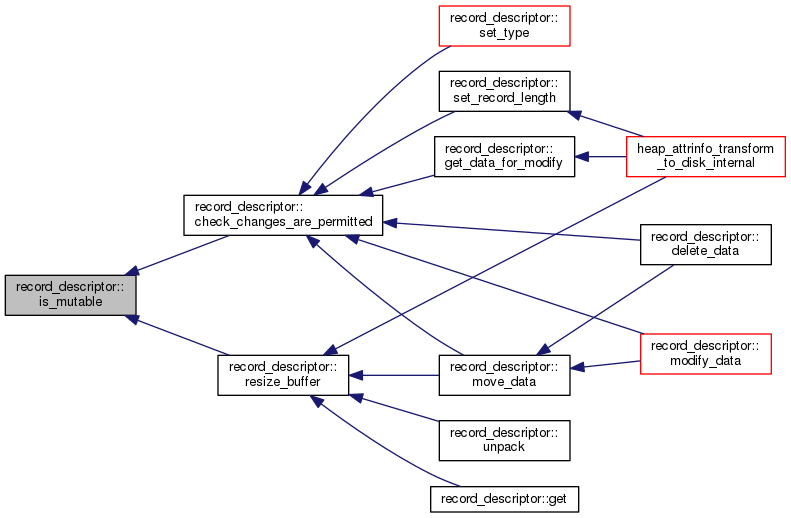 record_descriptor::
set_type
record_descriptor::
set_record_length
record_descriptor::
get_data_for_modify
heap_attrinfo_transform
_to_disk_internal
record_descriptor::
check_changes_are_permitted
record_descriptor::
delete_data
record_descriptor::
is_mutable
record_descriptor::
resize_buffer
record_descriptor::
move_data
record_descriptor::
modify_data
record_descriptor::
unpack
record_descriptor::get